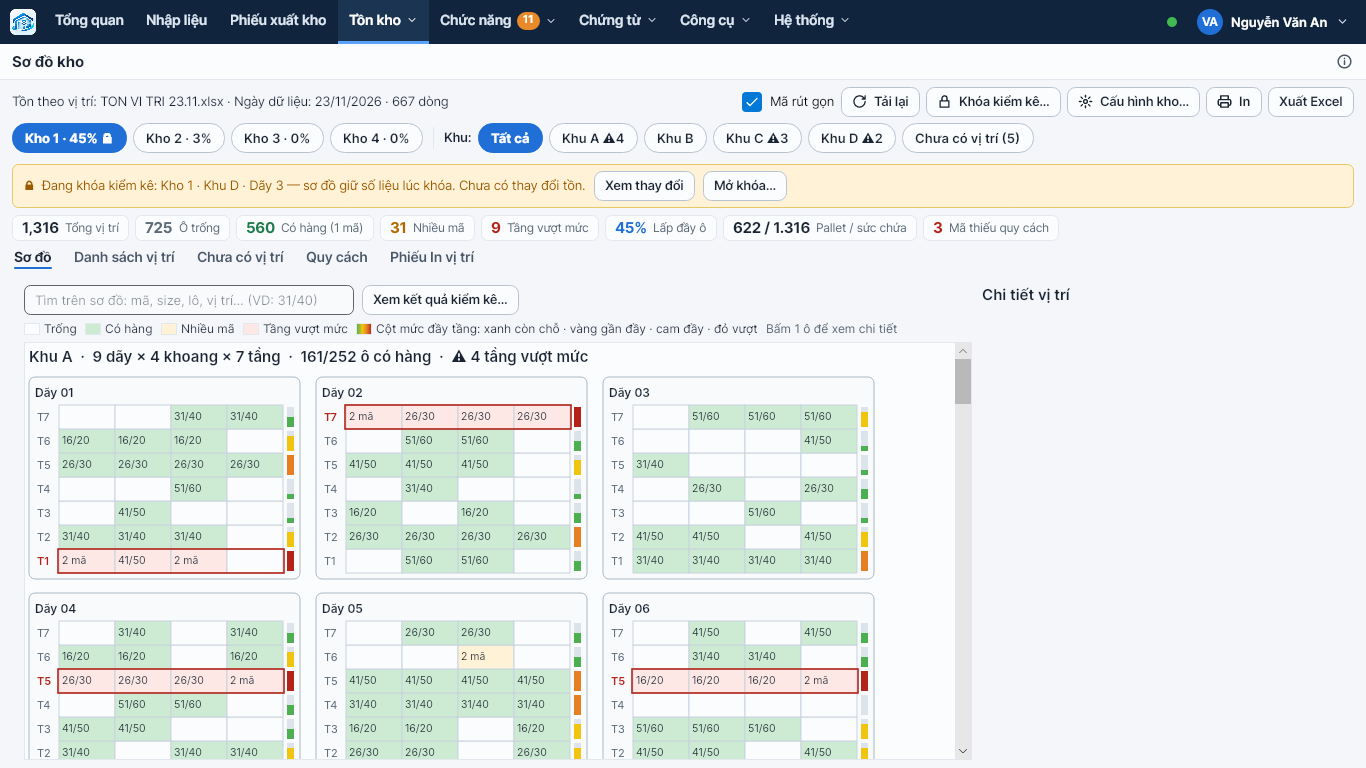 Tổng quan Nhập liệu Phiếu xuất kho Tồn kho Chức năng 11 Chứng từ Công cụ Hệ thống VA Nguyễn Văn An
Sơ đồ kho
Tồn theo vị trí: TON VI TRI 23.11.xlsx · Ngày dữ liệu: 23/11/2026 · 667 dòng Mã rút gọn Tải lại Khóa kiểm kê... Cấu hình kho... In Xuất Excel
Kho 1 · 45% Kho 2 · 3% Kho 3 · 0% Kho 4 · 0% Khu: Tất cả Khu A ⚠4 Khu B Khu C ⚠3 Khu D ⚠2 Chưa có vị trí (5)
Đang khóa kiểm kê: Kho 1 · Khu D · Dãy 3 — sơ đồ giữ số liệu lúc khóa. Chưa có thay đổi tồn. Xem thay đổi Mở khóa...
1,316 Tổng vị trí 725 Ô trống 560 Có hàng (1 mã) 31 Nhiều mã 9 Tầng vượt mức 45% Lấp đầy ô 622 / 1.316 Pallet / sức chứa 3 Mã thiếu quy cách
Sơ đồ Danh sách vị trí Chưa có vị trí Quy cách Phiếu In vị trí
Tìm trên sơ đồ: mã, size, lô, vị trí... (VD: 31/40) Xem kết quả kiểm kê... Chi tiết vị trí
Trống Có hàng Nhiều mã Tầng vượt mức Cột mức đầy tầng: xanh còn chỗ · vàng gần đầy · cam đầy · đỏ vượt Bấm 1 ô để xem chi tiết
Khu A · 9 dãy × 4 khoang × 7 tầng · 161/252 ô có hàng · ⚠ 4 tầng vượt mức
Dãy 01
T7 31/40 31/40
T6 16/20 16/20 16/20
T5 26/30 26/30 26/30 26/30
T4 51/60
T3 41/50
T2 31/40 31/40 31/40
T1 2 mã 41/50 2 mã
Dãy 02
T7 2 mã 26/30 26/30 26/30
T6 51/60 51/60
T5 41/50 41/50 41/50
T4 31/40
T3 16/20 16/20
T2 26/30 26/30 26/30 26/30
T1 51/60 51/60
Dãy 03
T7 51/60 51/60 51/60
T6 41/50
T5 31/40
T4 26/30 26/30
T3 51/60
T2 41/50 41/50 41/50
T1 31/40 31/40 31/40 31/40
Dãy 04
T7 31/40 31/40
T6 16/20 16/20 16/20
T5 26/30 26/30 26/30 2 mã
T4 51/60 51/60
T3 41/50 41/50
T2 31/40 31/40 31/40
Dãy 05
T7 26/30 26/30
T6 2 mã
T5 41/50 41/50 41/50 41/50
T4 31/40 31/40 31/40 31/40
T3 16/20 16/20 16/20
T2 26/30 26/30 26/30
Dãy 06
T7 41/50 41/50
T6 31/40 31/40
T5 16/20 16/20 16/20 2 mã
T4
T3 51/60 51/60 51/60
T2 41/50 41/50 41/50